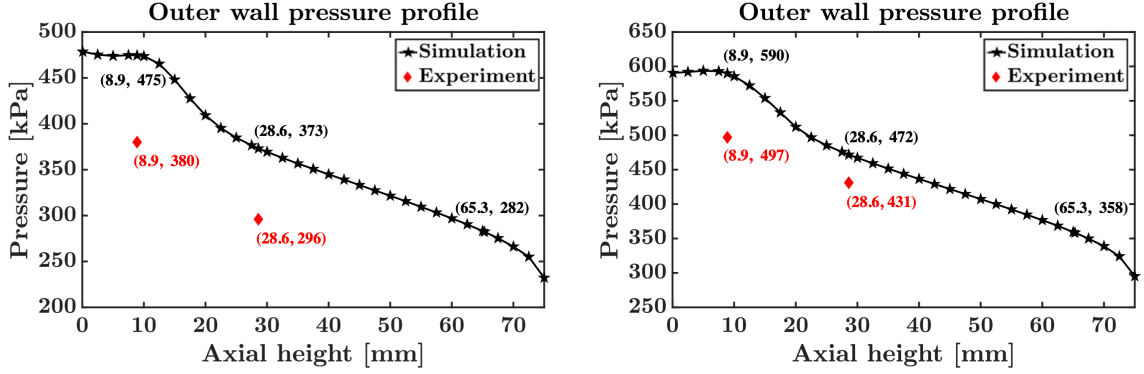 Outer wall pressure profile
500
450
400
350
300
250
200
Pressure [kPa]
Simulation
Experiment
(8.9, 475)
(28.6, 373)
(8.9, 380)
(65.3, 282)
(28.6, 296)
0 10 20 30 40 50 60 70
Axial height [mm]
Outer wall pressure profile
650
600
550
500
450
400
350
300
250
Pressure [kPa]
Simulation
Experiment
(8.9, 590)
(28.6, 472)
(8.9, 497)
(28.6, 431)
(65.3, 358)
0 10 20 30 40 50 60 70
Axial height [mm]